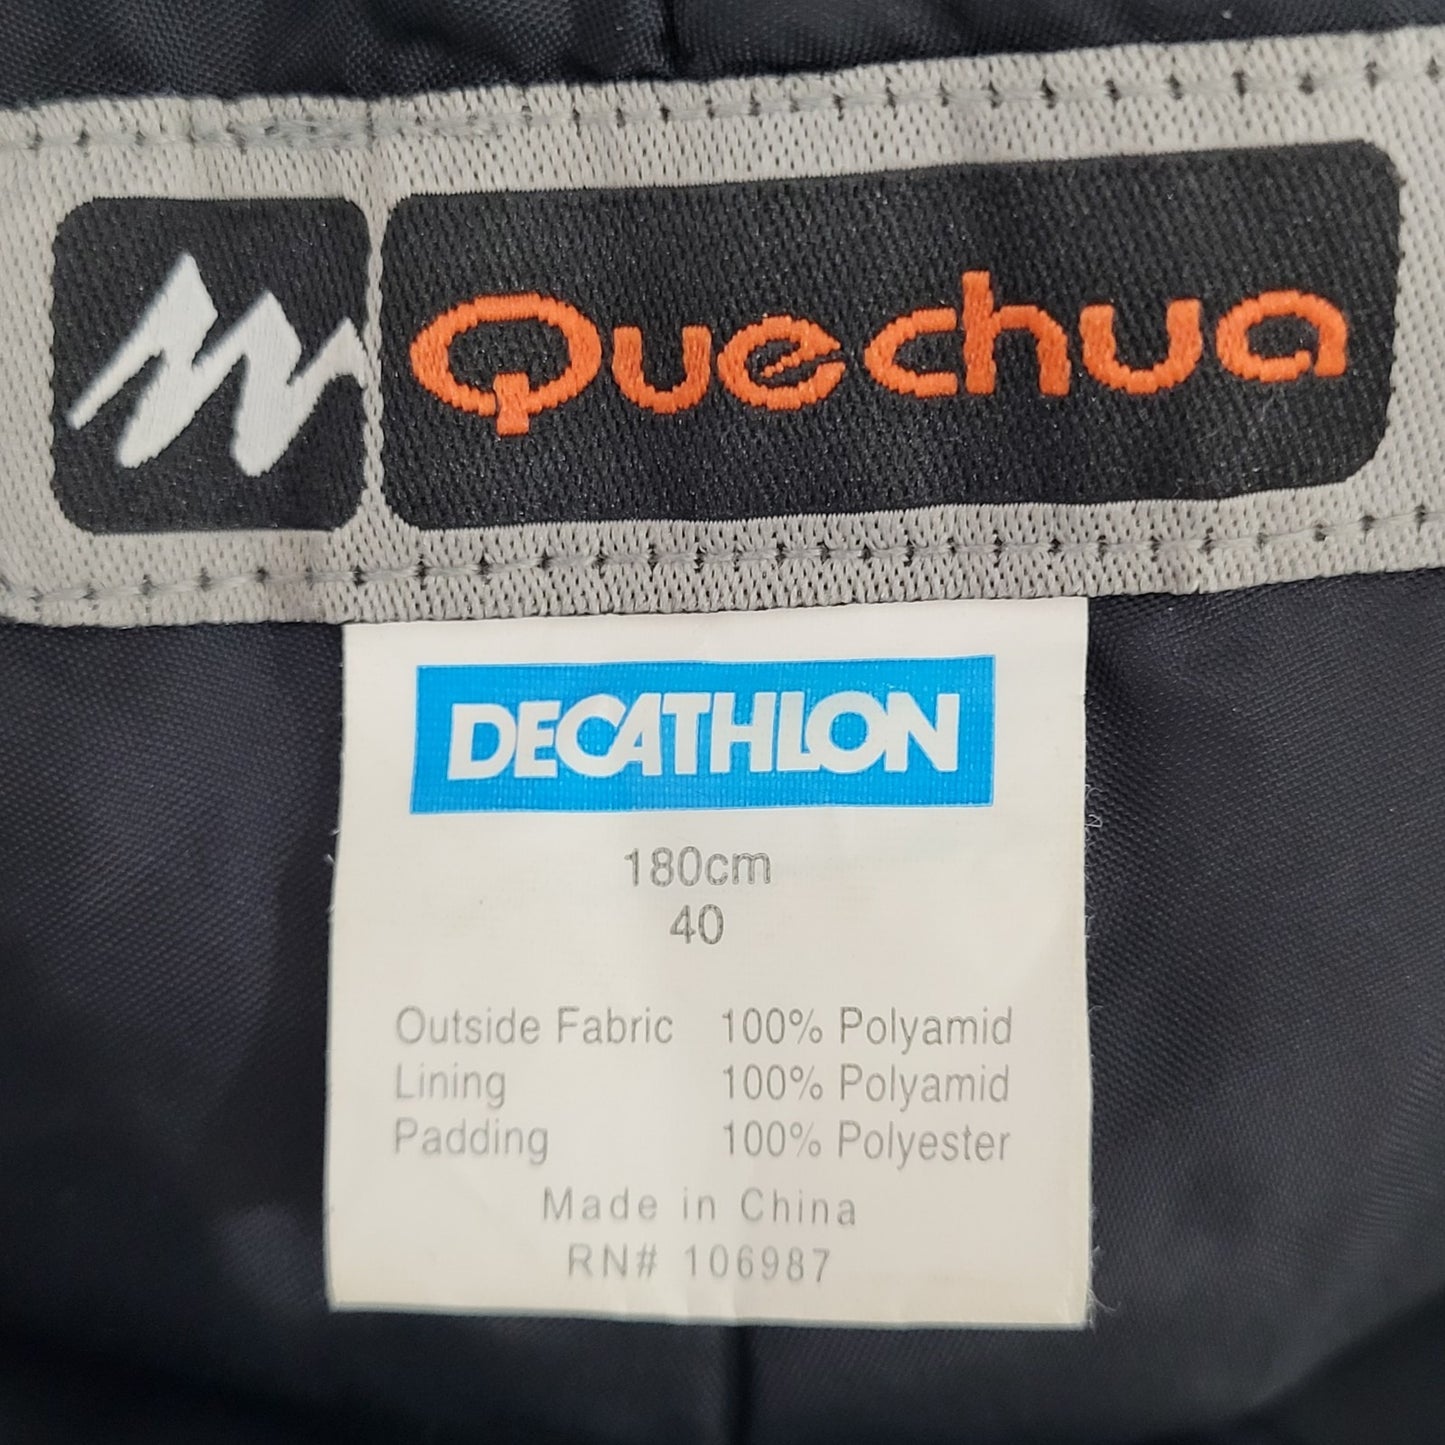 Quechua
DECATHLON
180cm
40
Outside Fabric 100% Polyamid
Lining 100% Polyamid
Padding 100% Polyester
Made in China
RN# 106987